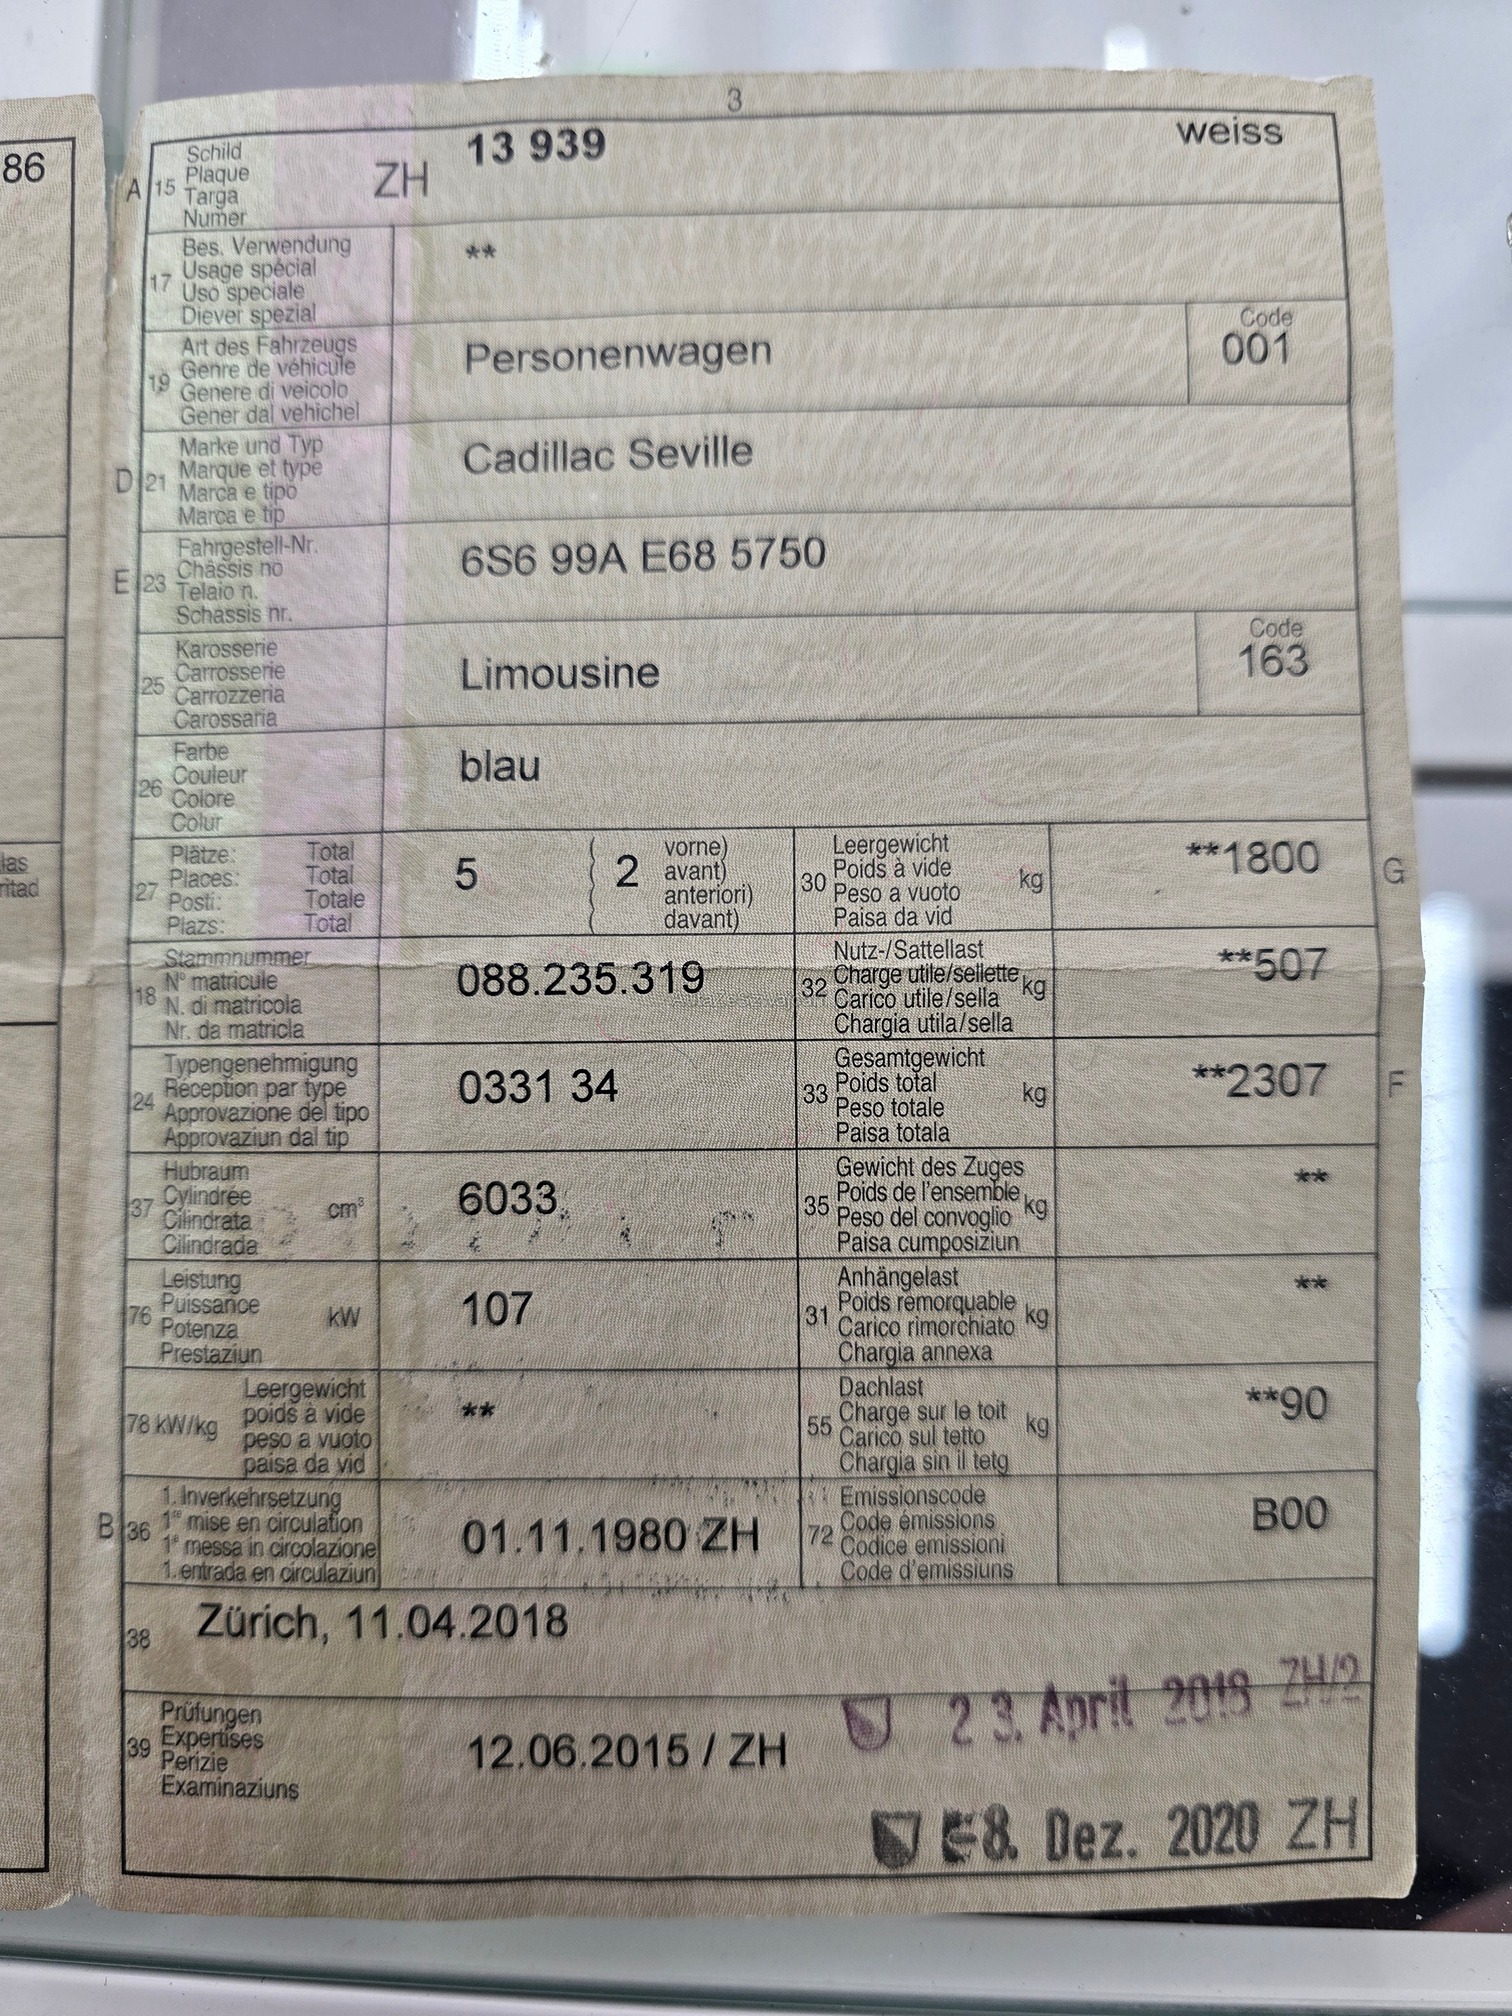 3
86
A 15 Schild Plaque Targa Numer ZH 13 939 weiss
17 Bes. Verwendung Usage spécial Uso speciale Diever spezial **
19 Art des Fahrzeugs Genre de véhicule Genere di veicolo Gener dal vehichel Personenwagen Code 001
D 21 Marke und Typ Marque et type Marca e tipo Marca e tip Cadillac Seville
E 23 Fahrgestell-Nr. Châssis no Telaio n. Schassis nr. 6S6 99A E68 5750
25 Karosserie Carrosserie Carrozzeria Carossaria Limousine Code 163
26 Farbe Couleur Colore Colur blau
las
ritad
27 Plätze: Total Places: Total Posti: Totale Plazs: Total 5 ( 2 vorne) avant) anteriori) davant)
30 Leergewicht Poids à vide Peso a vuoto Paisa da vid kg **1800 G
18 Stammnummer N° matricule N. di matricola Nr. da matricla 088.235.319
32 Nutz-/Sattellast Charge utile/sellette Carico utile/sella Chargia utila/sella kg **507
24 Typengenehmigung Réception par type Approvazione del tipo Approvaziun dal tip 0331 34
33 Gesamtgewicht Poids total Peso totale Paisa totala kg **2307 F
37 Hubraum Cylindrée Cilindrata Cilindrada cm³ 6033
35 Gewicht des Zuges Poids de l'ensemble Peso del convoglio Paisa cumposiziun kg **
76 Leistung Puissance Potenza Prestaziun kW 107
31 Anhängelast Poids remorquable Carico rimorchiato Chargia annexa kg **
78 kW/kg Leergewicht poids à vide peso a vuoto paisa da vid **
55 Dachlast Charge sur le toit Carico sul tetto Chargia sin il tetg kg **90
B 36 1. Inverkehrsetzung 1re mise en circulation 1a messa in circolazione 1. entrada en circulaziun 01.11.1980 ZH
72 Emissionscode Code émissions Codice emissioni Code d'emissiuns B00
38 Zürich, 11.04.2018
39 Prüfungen Expertises Perizie Examinaziuns 12.06.2015 / ZH
23. April 2018 ZH/2
8. Dez. 2020 ZH